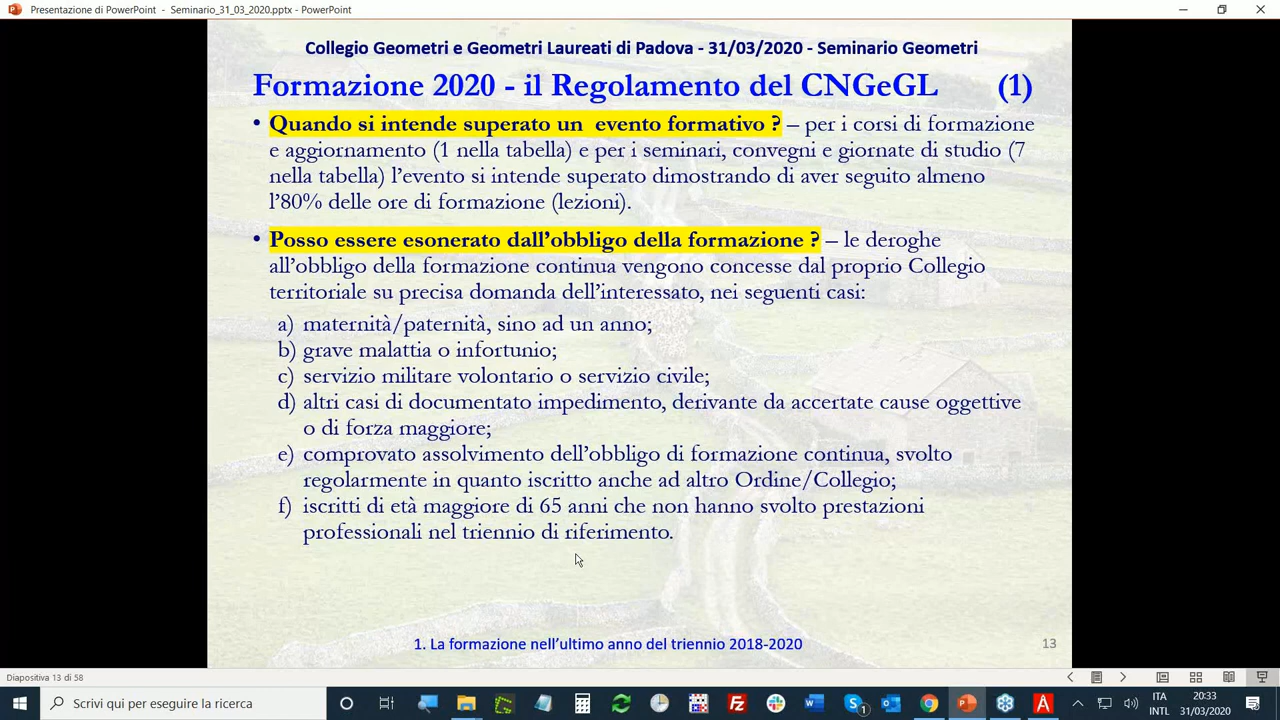 Presentazione di PowerPoint - Seminario_31_03_2020.pptx - PowerPoint
Collegio Geometri e Geometri Laureati di Padova - 31/03/2020 - Seminario Geometri
Formazione 2020 - il Regolamento del CNGeGL (1)
• Quando si intende superato un evento formativo ? – per i corsi di formazione
e aggiornamento (1 nella tabella) e per i seminari, convegni e giornate di studio (7
nella tabella) l’evento si intende superato dimostrando di aver seguito almeno
l’80% delle ore di formazione (lezioni).
• Posso essere esonerato dall’obbligo della formazione ? – le deroghe
all’obbligo della formazione continua vengono concesse dal proprio Collegio
territoriale su precisa domanda dell’interessato, nei seguenti casi:
a) maternità/paternità, sino ad un anno;
b) grave malattia o infortunio;
c) servizio militare volontario o servizio civile;
d) altri casi di documentato impedimento, derivante da accertate cause oggettive
o di forza maggiore;
e) comprovato assolvimento dell’obbligo di formazione continua, svolto
regolarmente in quanto iscritto anche ad altro Ordine/Collegio;
f) iscritti di età maggiore di 65 anni che non hanno svolto prestazioni
professionali nel triennio di riferimento.
1. La formazione nell’ultimo anno del triennio 2018-2020
13
Diapositiva 13 di 58
Scrivi qui per eseguire la ricerca
ITA
INTL
20:33
31/03/2020